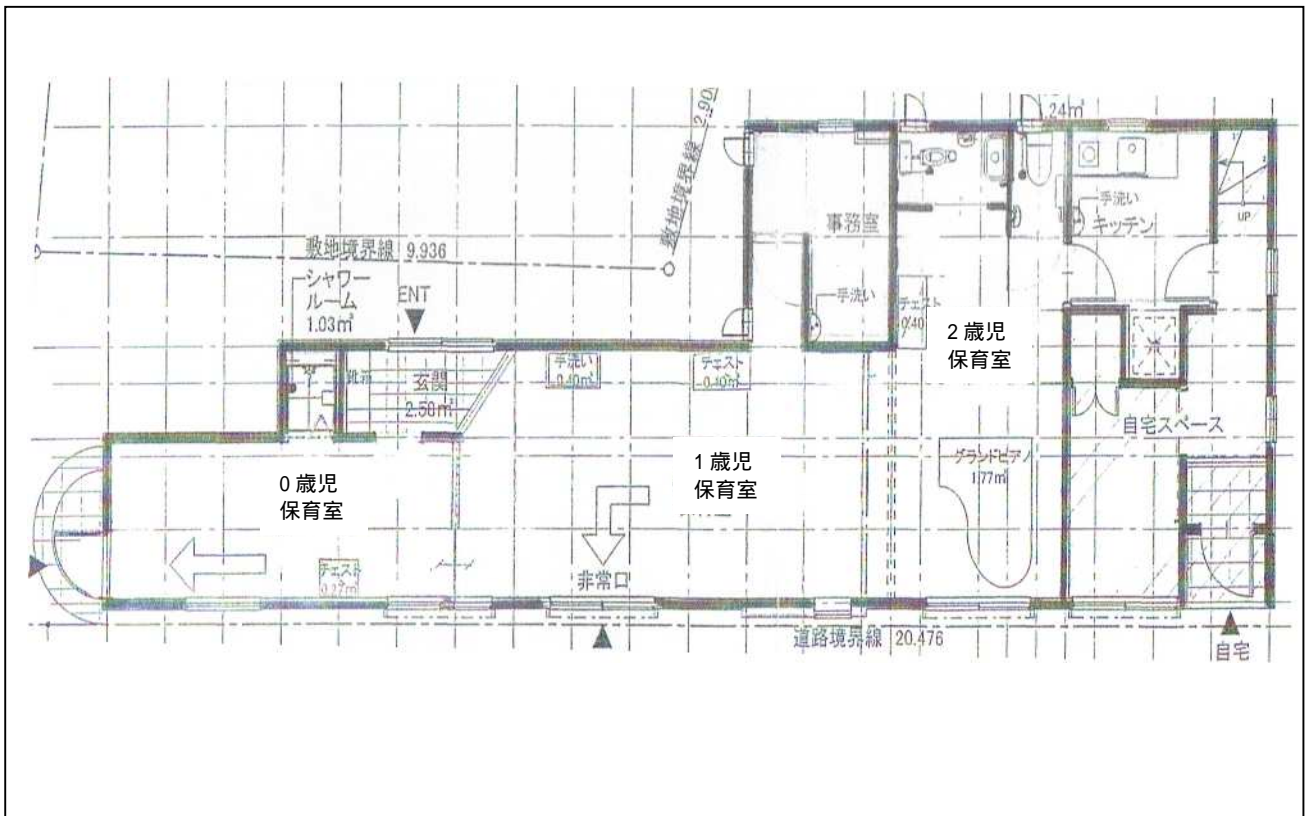 敷地境界線 2.90
.24㎡
事務室
手洗い
キッチン
UP
敷地境界線 9.936
シャワー
ルーム
1.03㎡
ENT
手洗い
チェスト
0.40
2歳児
保育室
玄関
2.50㎡
手洗い
0.40㎡
チェスト
0.40㎡
自宅スペース
グランドピアノ
1.77㎡
1歳児
保育室
0歳児
保育室
チェスト
0.27㎡
非常口
道路境界線 20.476
自宅